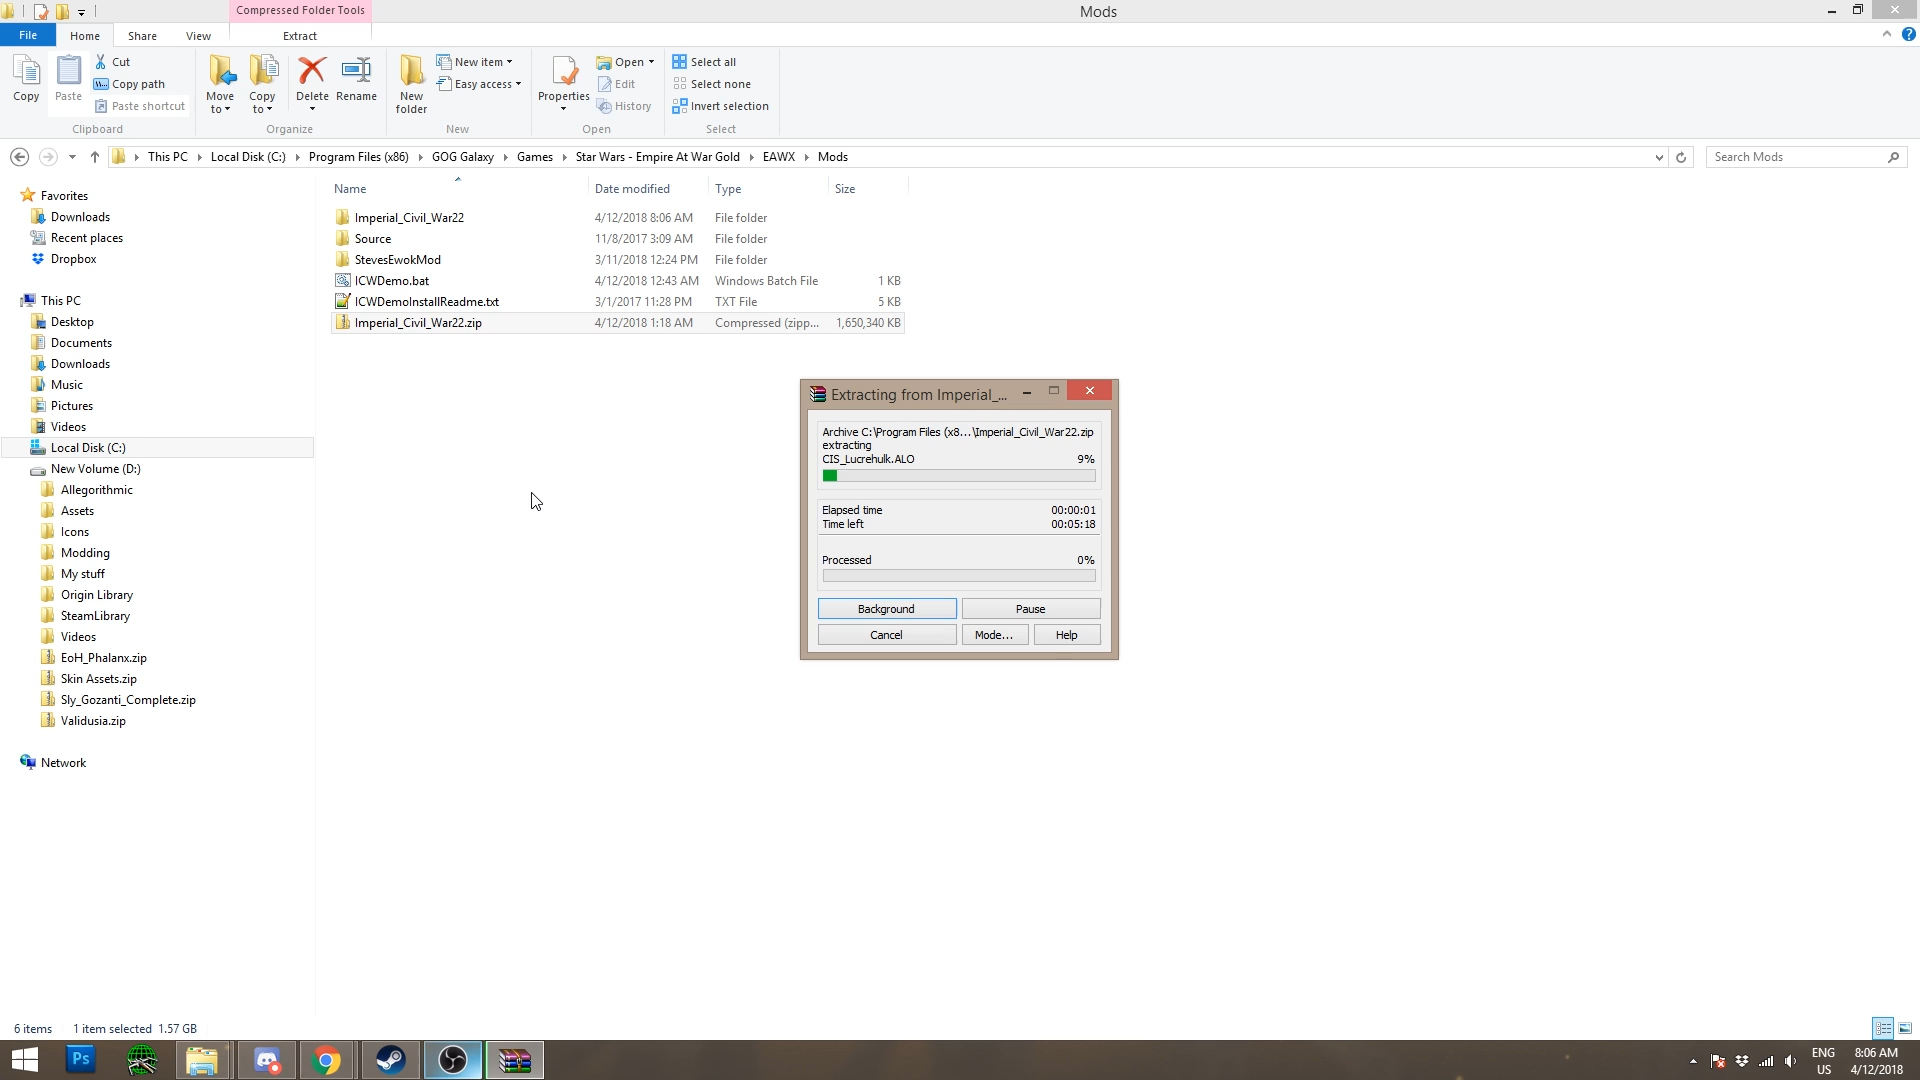 Compressed Folder Tools
Mods
File Home Share View Extract
Copy
Paste
Cut
Copy path
Paste shortcut
Clipboard
Move to
Copy to
Delete
Rename
Organize
New folder
New item
Easy access
New
Properties
Open
Edit
History
Open
Select all
Select none
Invert selection
Select
This PC Local Disk (C:) Program Files (x86) GOG Galaxy Games Star Wars - Empire At War Gold EAWX Mods
Search Mods
Favorites
Downloads
Recent places
Dropbox
This PC
Desktop
Documents
Downloads
Music
Pictures
Videos
Local Disk (C:)
New Volume (D:)
Allegorithmic
Assets
Icons
Modding
My stuff
Origin Library
SteamLibrary
Videos
EoH_Phalanx.zip
Skin Assets.zip
Sly_Gozanti_Complete.zip
Validusia.zip
Network
Name Date modified Type Size
Imperial_Civil_War22 4/12/2018 8:06 AM File folder
Source 11/8/2017 3:09 AM File folder
StevesEwokMod 3/11/2018 12:24 PM File folder
ICWDemo.bat 4/12/2018 12:43 AM Windows Batch File 1 KB
ICWDemoInstallReadme.txt 3/1/2017 11:28 PM TXT File 5 KB
Imperial_Civil_War22.zip 4/12/2018 1:18 AM Compressed (zipp... 1,650,340 KB
Extracting from Imperial_...
Archive C:\Program Files (x8...\Imperial_Civil_War22.zip
extracting
CIS_Lucrehulk.ALO 9%
Elapsed time 00:00:01
Time left 00:05:18
Processed 0%
Background Pause
Cancel Mode... Help
6 items 1 item selected 1.57 GB
Ps
ENG 8:06 AM
US 4/12/2018